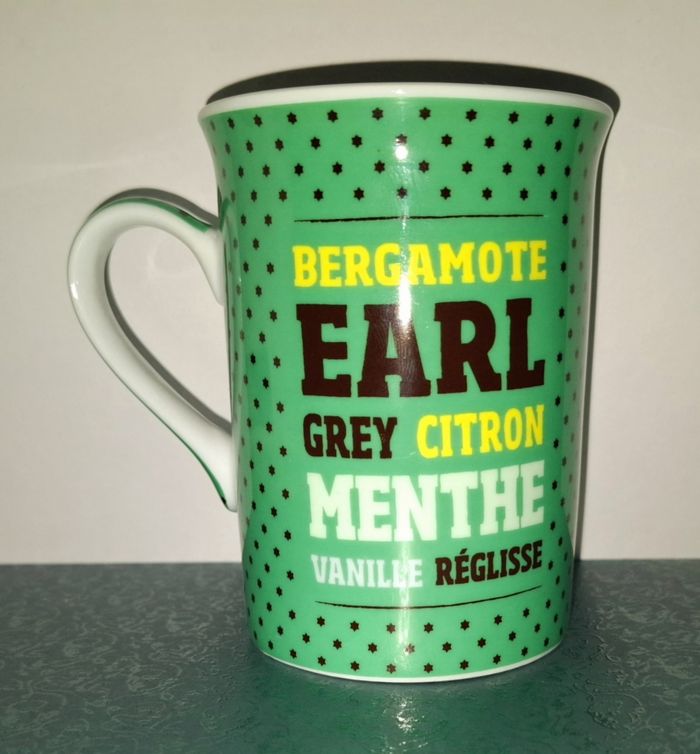 BERGAMOTE
EARL
GREY CITRON
MENTHE
VANILLE RÉGLISSE